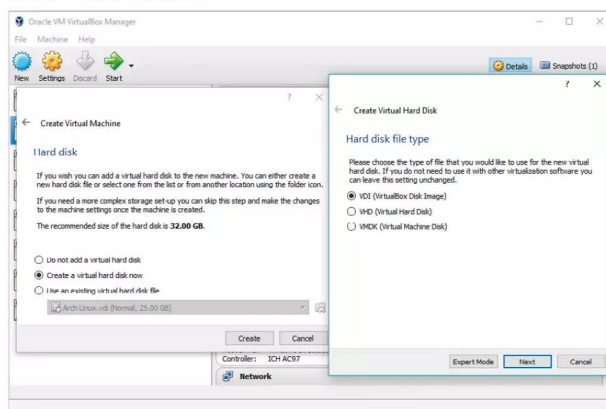 Oracle VM VirtualBox Manager
File Machine Help
New Settings Discard Start
Details Snapshots (1)
Create Virtual Machine
Hard disk
If you wish you can add a virtual hard disk to the new machine. You can either create a
new hard disk file or select one from the list or from another location using the folder icon.
If you need a more complex storage set-up you can skip this step and make the changes
to the machine settings once the machine is created.
The recommended size of the hard disk is 32.00 GB.
Do not add a virtual hard disk
Create a virtual hard disk now
Use an existing virtual hard disk file
Arch Linux.vdi (Normal, 25.00 GB)
Create Cancel
Create Virtual Hard Disk
Hard disk file type
Please choose the type of file that you would like to use for the new virtual
hard disk. If you do not need to use it with other virtualization software you
can leave this setting unchanged.
VDI (VirtualBox Disk Image)
VHD (Virtual Hard Disk)
VMDK (Virtual Machine Disk)
Expert Mode Next Cancel
Controller: ICH AC97
Network